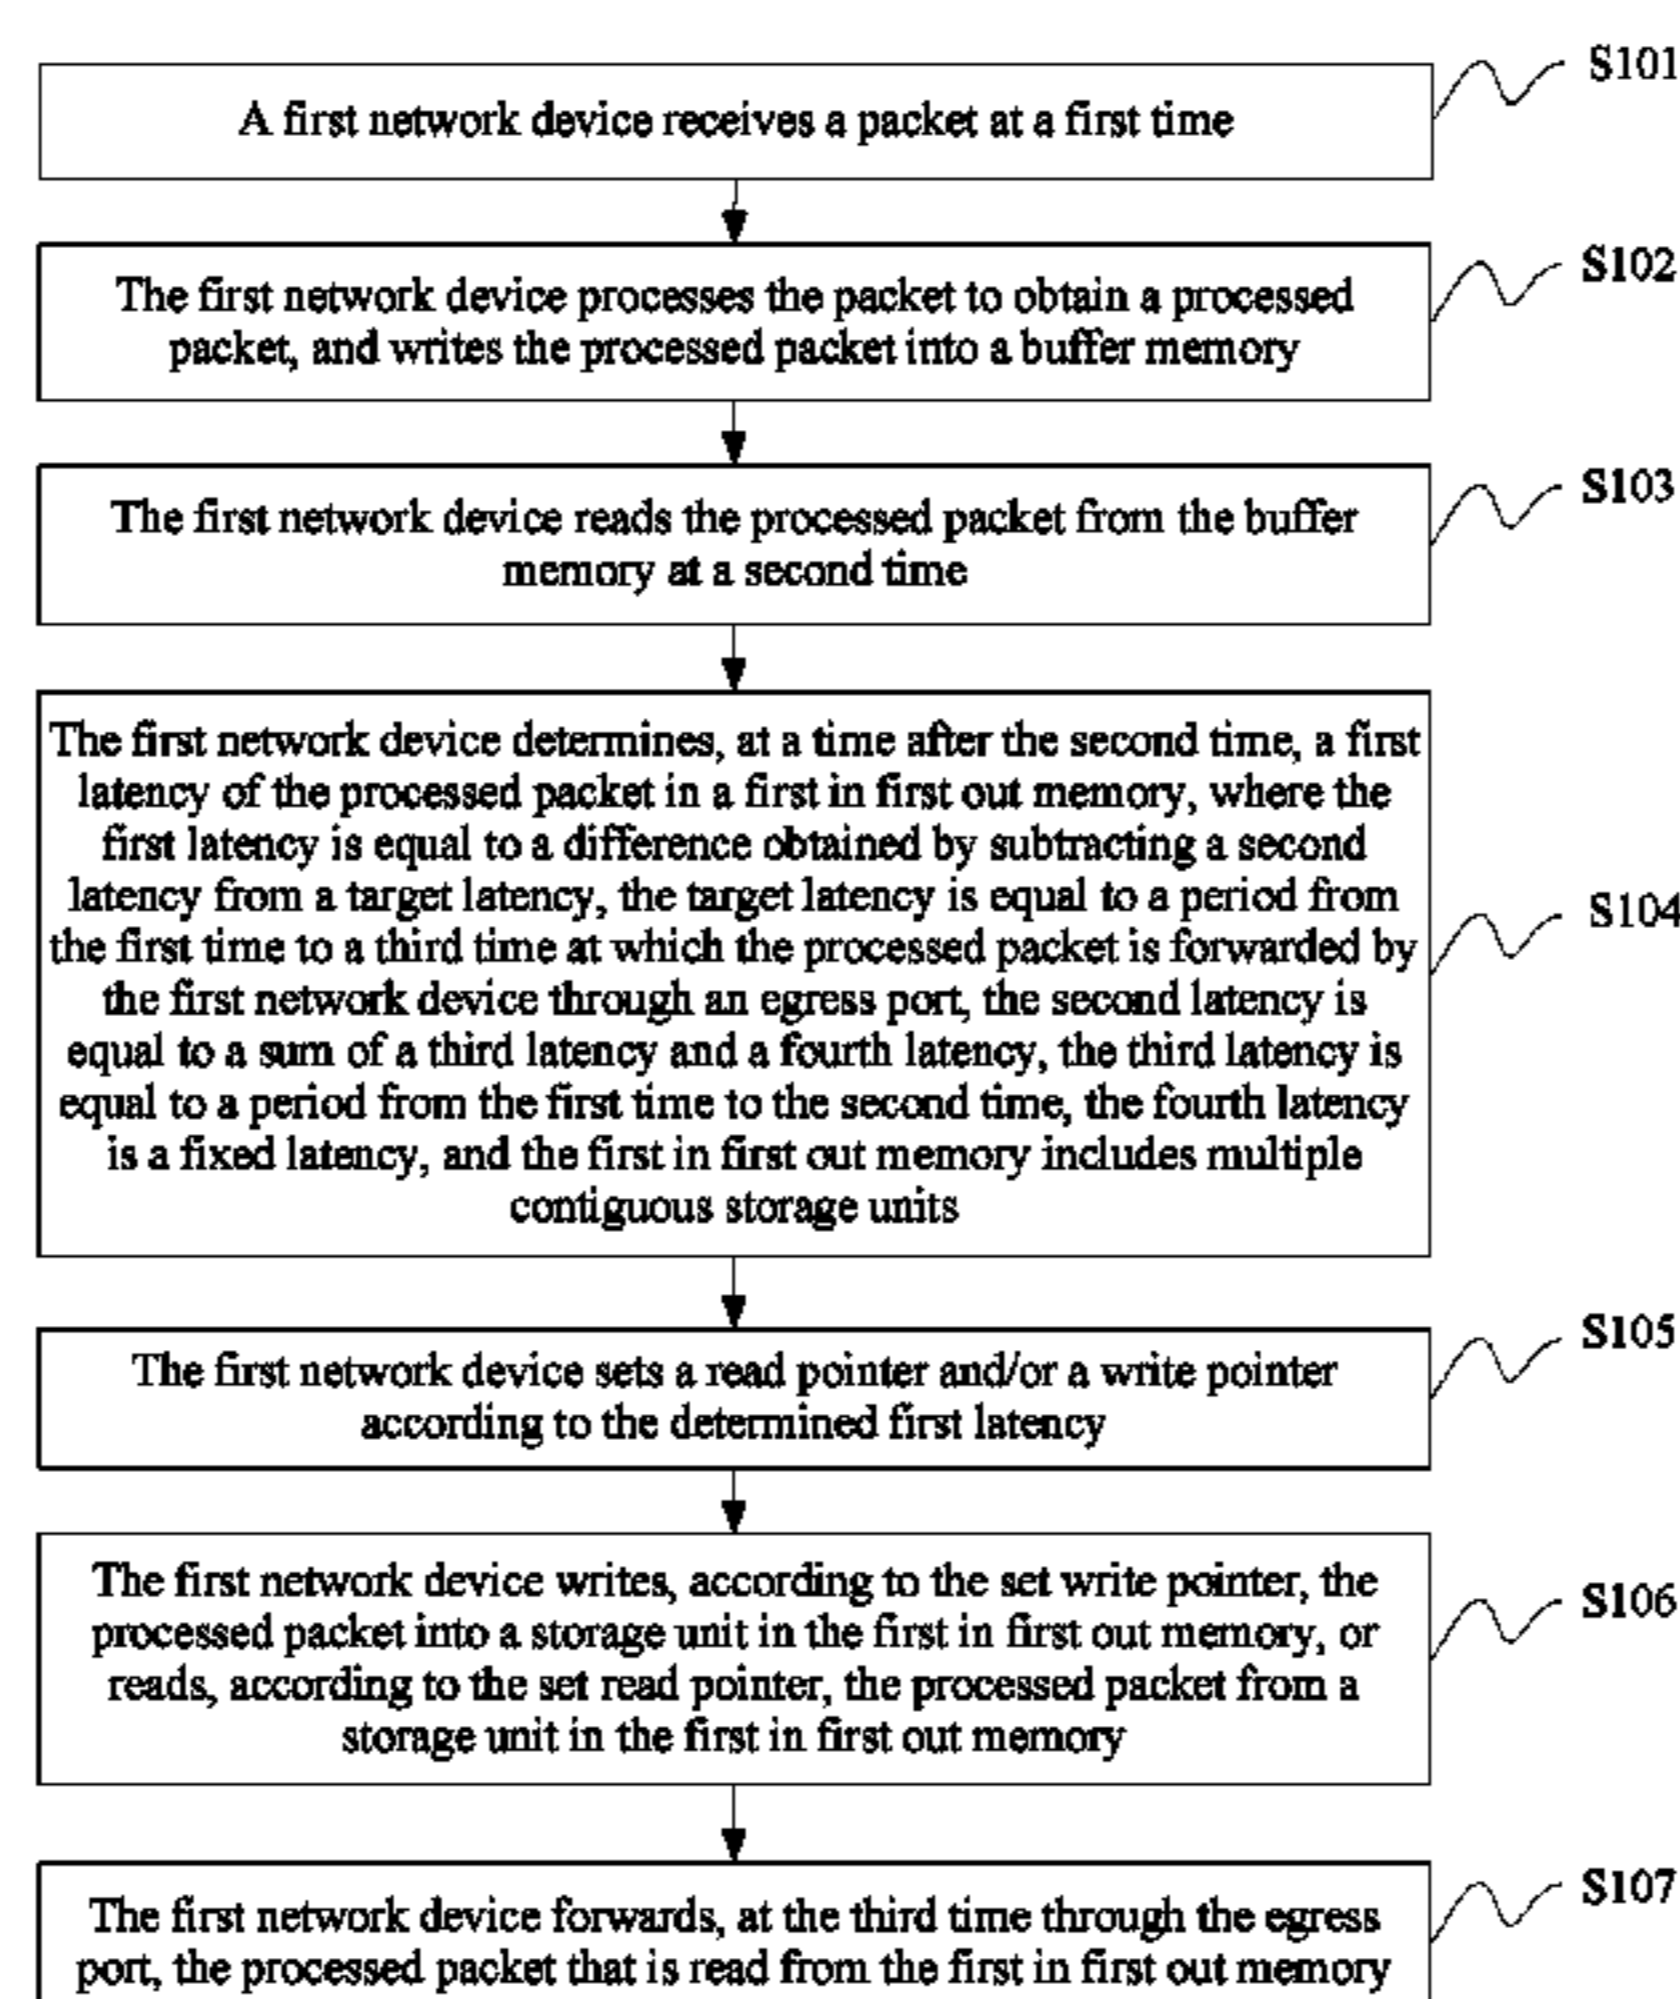 S101
A first network device receives a packet at a first time
S102
The first network device processes the packet to obtain a processed
packet, and writes the processed packet into a buffer memory
S103
The first network device reads the processed packet from the buffer
memory at a second time
The first network device determines, at a time after the second time, a first
latency of the processed packet in a first in first out memory, where the
first latency is equal to a difference obtained by subtracting a second
latency from a target latency, the target latency is equal to a period from
S104
the first time to a third time at which the processed packet is forwarded by
the first network device through an egress port, the second latency is
equal to a sum of a third latency and a fourth latency, the third latency is
equal to a period from the first time to the second time, the fourth latency
is a fixed latency, and the first in first out memory includes multiple
contiguous storage units
S105
The first network device sets a read pointer and/or a write pointer
according to the determined first latency
The first network device writes, according to the set write pointer, the
S106
processed packet into a storage unit in the first in first out memory, or
reads, according to the set read pointer, the processed packet from a
storage unit in the first in first out memory
S107
The first network device forwards, at the third time through the egress
port, the processed packet that is read from the first in first out memory